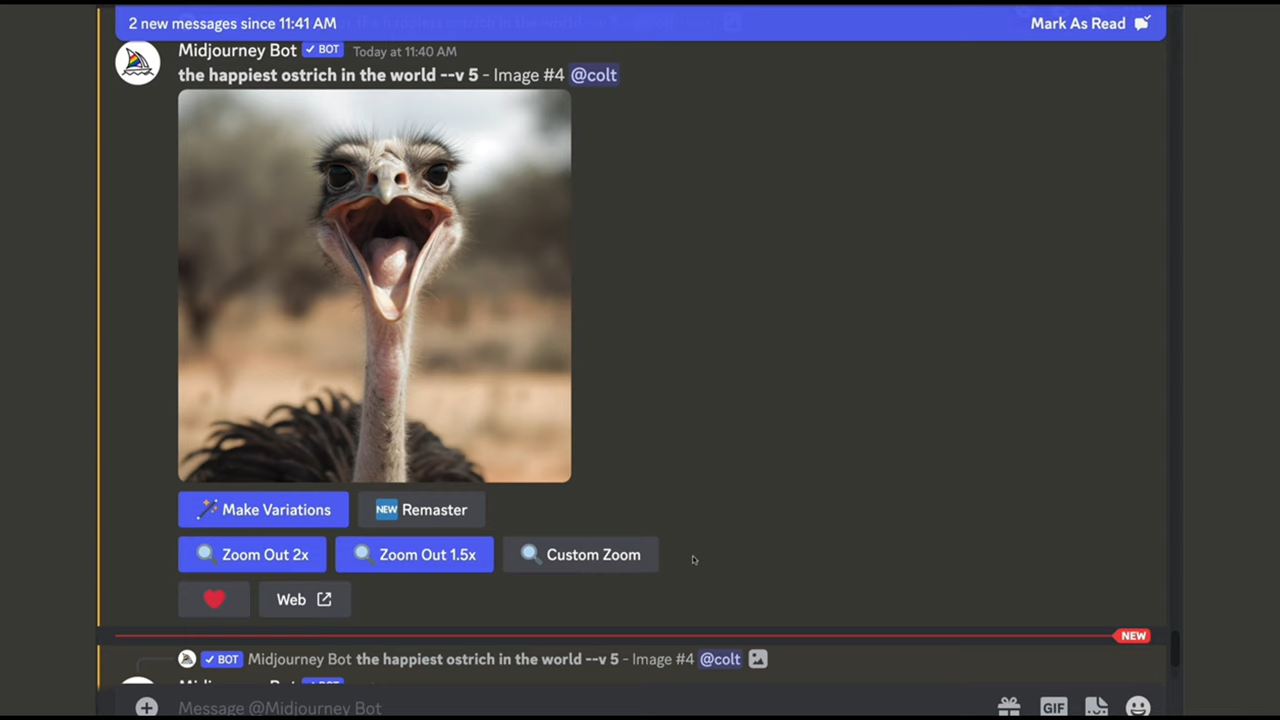 2 new messages since 11:41 AM
Mark As Read
Midjourney Bot ✓ BOT Today at 11:40 AM
the happiest ostrich in the world --v 5 - Image #4 @colt
Make Variations
NEW Remaster
Zoom Out 2x
Zoom Out 1.5x
Custom Zoom
Web
NEW
✓ BOT Midjourney Bot the happiest ostrich in the world --v 5 - Image #4 @colt
Message @Midjourney Bot
GIF